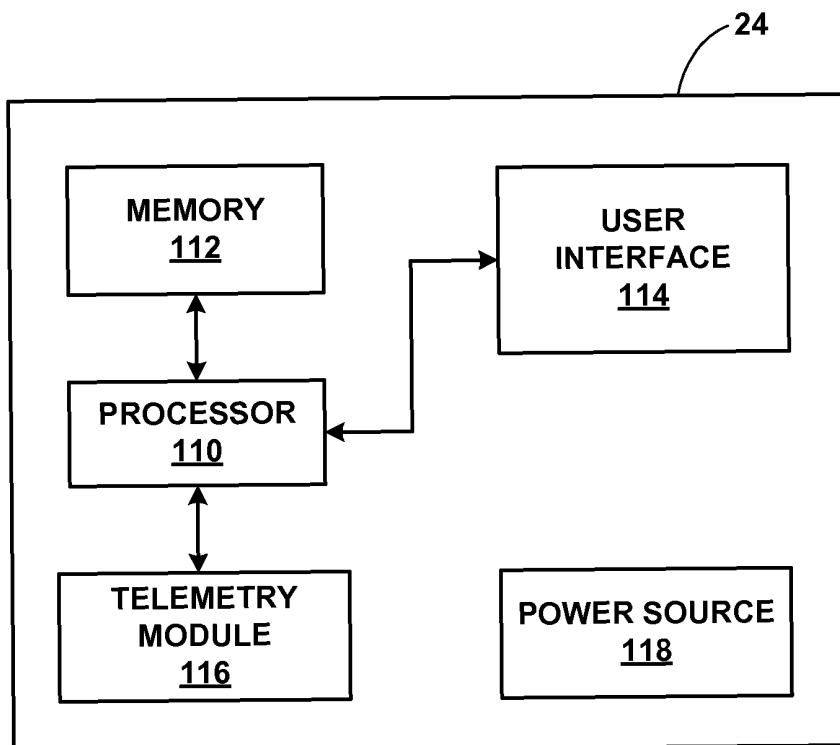 24
MEMORY
112
USER
INTERFACE
114
PROCESSOR
110
TELEMETRY
MODULE
116
POWER SOURCE
118